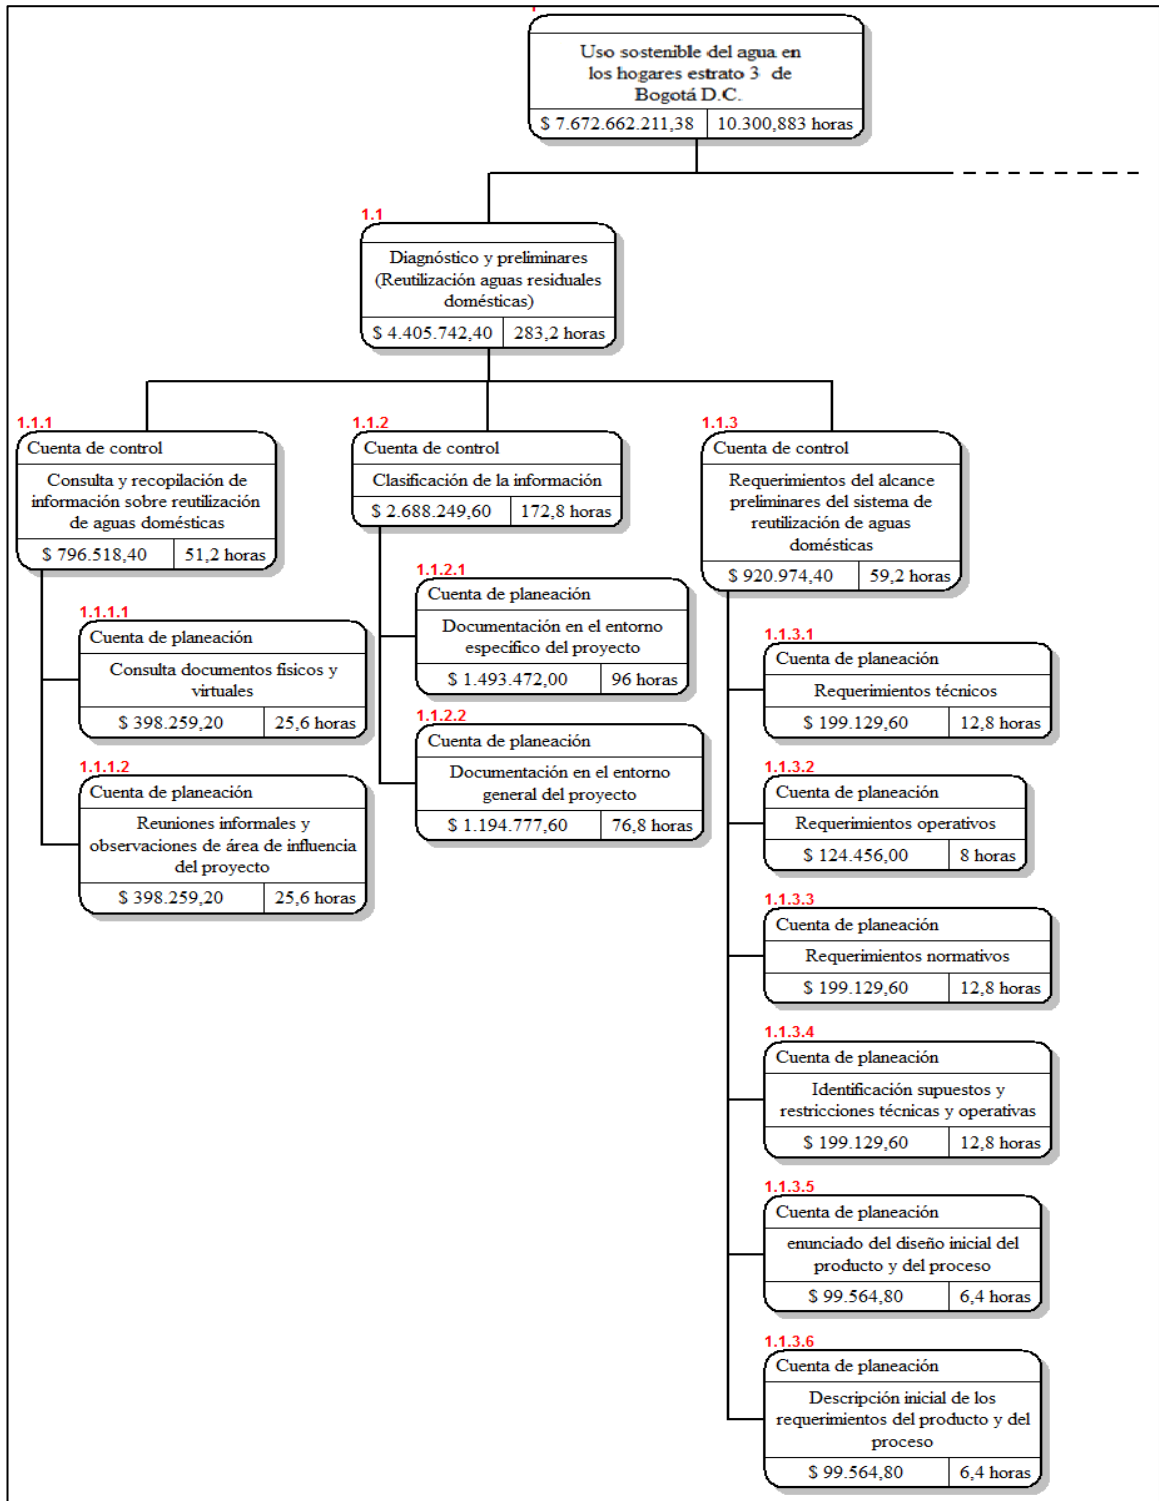 Uso sostenible del agua en
los hogares estrato 3 de
Bogotá D.C.
$ 7.672.662.211,38 10.300,883 horas
1.1
Diagnóstico y preliminares
(Reutilización aguas residuales
domésticas)
$ 4.405.742,40 283,2 horas
1.1.1
Cuenta de control
Consulta y recopilación de
información sobre reutilización
de aguas domésticas
$ 796.518,40 51,2 horas
1.1.1.1
Cuenta de planeación
Consulta documentos físicos y
virtuales
$ 398.259,20 25,6 horas
1.1.1.2
Cuenta de planeación
Reuniones informales y
observaciones de área de influencia
del proyecto
$ 398.259,20 25,6 horas
1.1.2
Cuenta de control
Clasificación de la información
$ 2.688.249,60 172,8 horas
1.1.2.1
Cuenta de planeación
Documentación en el entorno
específico del proyecto
$ 1.493.472,00 96 horas
1.1.2.2
Cuenta de planeación
Documentación en el entorno
general del proyecto
$ 1.194.777,60 76,8 horas
1.1.3
Cuenta de control
Requerimientos del alcance
preliminares del sistema de
reutilización de aguas
domésticas
$ 920.974,40 59,2 horas
1.1.3.1
Cuenta de planeación
Requerimientos técnicos
$ 199.129,60 12,8 horas
1.1.3.2
Cuenta de planeación
Requerimientos operativos
$ 124.456,00 8 horas
1.1.3.3
Cuenta de planeación
Requerimientos normativos
$ 199.129,60 12,8 horas
1.1.3.4
Cuenta de planeación
Identificación supuestos y
restricciones técnicas y operativas
$ 199.129,60 12,8 horas
1.1.3.5
Cuenta de planeación
enunciado del diseño inicial del
producto y del proceso
$ 99.564,80 6,4 horas
1.1.3.6
Cuenta de planeación
Descripción inicial de los
requerimientos del producto y del
proceso
$ 99.564,80 6,4 horas